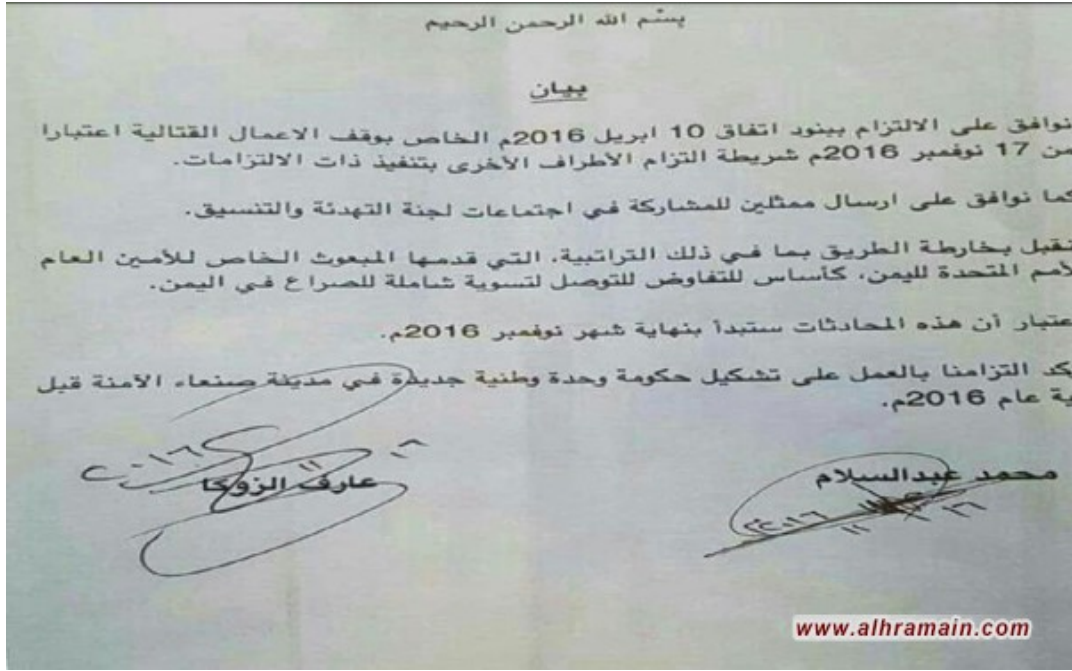 بسم الله الرحمن الرحيم
بيان
نوافق على الالتزام ببنود اتفاق 10 ابريل 2016م الخاص بوقف الاعمال القتالية اعتبارا
من 17 نوفمبر 2016م شريطة التزام الأطراف الأخرى بتنفيذ ذات الالتزامات.
كما نوافق على ارسال ممثلين للمشاركة في اجتماعات لجنة التهدئة والتنسيق.
نقبل بخارطة الطريق بما في ذلك التراتبية، التي قدمها المبعوث الخاص للأمين العام
لأمم المتحدة لليمن، كأساس للتفاوض للتوصل لتسوية شاملة للصراع في اليمن.
عتبار أن هذه المحادثات ستبدأ بنهاية شهر نوفمبر 2016م.
كد التزامنا بالعمل على تشكيل حكومة وحدة وطنية جديدة في مدينة صنعاء الآمنة قبل
ية عام 2016م.
محمد عبدالسلام
عارف الزوكا
www.alhramain.com